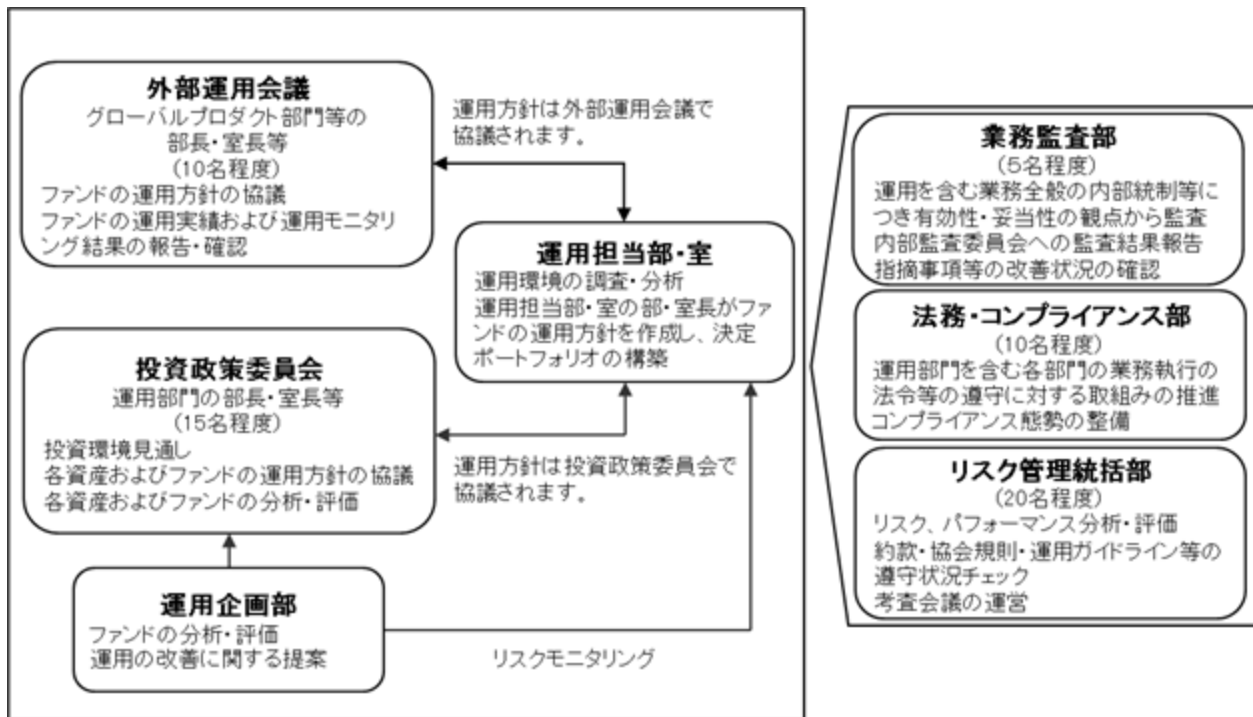 外部運用会議
グローバルプロダクト部門等の
部長・室長等
(10名程度)
ファンドの運用方針の協議
ファンドの運用実績および運用モニタリ
ング結果の報告・確認
運用方針は外部運用会議で
協議されます。
運用担当部・室
運用環境の調査・分析
運用担当部・室の部・室長がファ
ンドの運用方針を作成し、決定
ポートフォリオの構築
投資政策委員会
運用部門の部長・室長等
(15名程度)
投資環境見通し
各資産およびファンドの運用方針の協議
各資産およびファンドの分析・評価
運用方針は投資政策委員会で
協議されます。
運用企画部
ファンドの分析・評価
運用の改善に関する提案
リスクモニタリング
業務監査部
(5名程度)
運用を含む業務全般の内部統制等に
つき有効性・妥当性の観点から監査
内部監査委員会への監査結果報告
指摘事項等の改善状況の確認
法務・コンプライアンス部
(10名程度)
運用部門を含む各部門の業務執行の
法令等の遵守に対する取組みの推進
コンプライアンス態勢の整備
リスク管理統括部
(20名程度)
リスク、パフォーマンス分析・評価
約款・協会規則・運用ガイドライン等の
遵守状況チェック
考査会議の運営